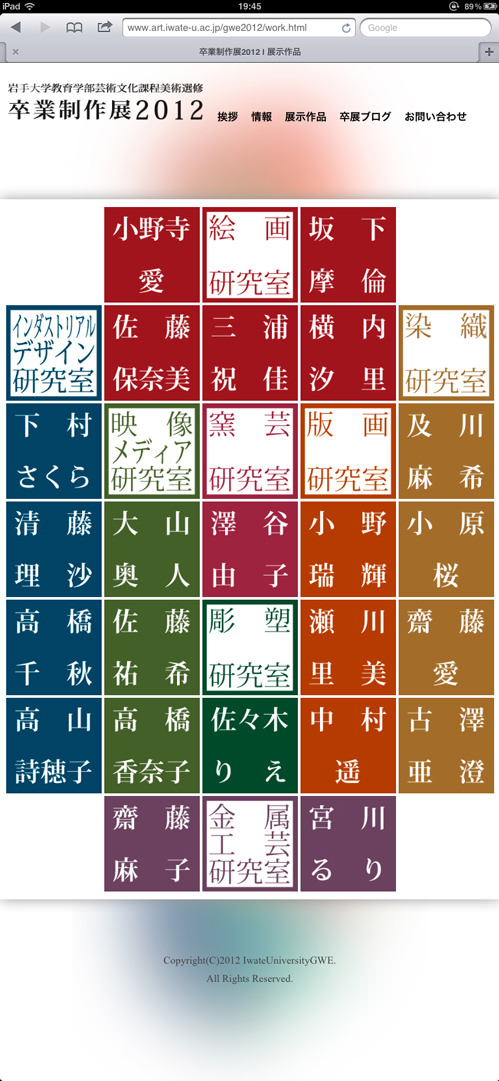 iPad 19:45 89%
www.art.iwate-u.ac.jp/gwe2012/work.html Google
卒業制作展2012 | 展示作品
岩手大学教育学部芸術文化課程美術選修
卒業制作展2012 挨拶 情報 展示作品 卒展ブログ お問い合わせ
小野寺 絵画 坂下
愛 研究室 摩倫
インダストリアル
デザイン
研究室
佐藤 三浦 横内 染織
保奈美 祝佳 汐里 研究室
下村 映像 窯芸 版画 及川
メディア
さくら 研究室 研究室 研究室 麻希
清藤 大山 澤谷 小野 小原
理沙 奥人 由子 瑞輝 桜
高橋 佐藤 彫塑 瀬川 齋藤
千秋 祐希 研究室 里美 愛
高山 高橋 佐々木 中村 古澤
詩穂子 香奈子 りえ 遥 亜澄
齋藤 金属 宮川
工芸
麻子 研究室 るり
Copyright(C)2012 IwateUniversityGWE.
All Rights Reserved.